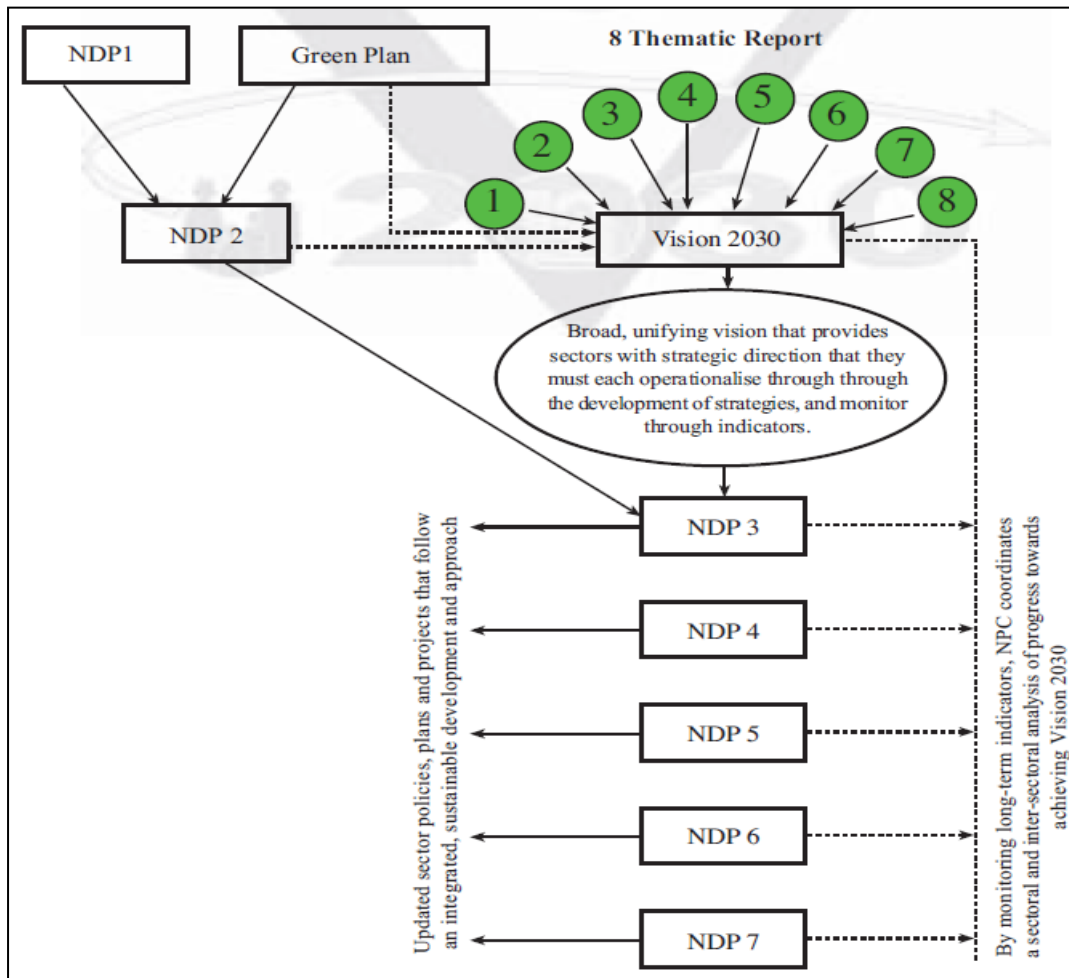 NDP1
Green Plan
8 Thematic Report
1
2
3
4
5
6
7
8
NDP 2
Vision 2030
Broad, unifying vision that provides
sectors with strategic direction that they
must each operationalise through through
the development of strategies, and monitor
through indicators.
NDP 3
NDP 4
NDP 5
NDP 6
NDP 7
Updated sector policies, plans and projects that follow
an integrated, sustainable development and approach
By monitoring long-term indicators, NPC coordinates
a sectoral and inter-sectoral analysis of progress towards
achieving Vision 2030
2030